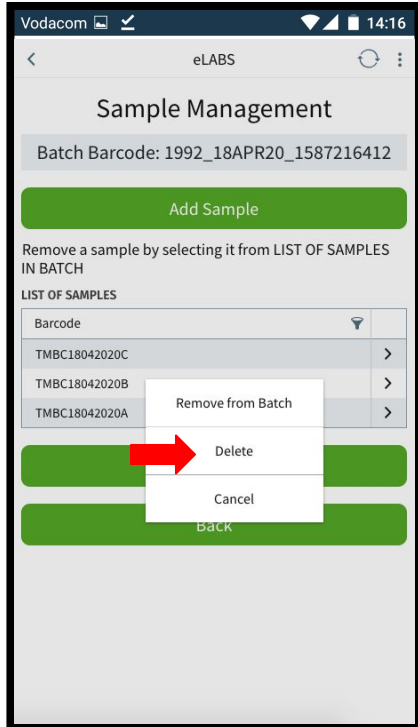 Vodacom 14:16
eLABS
Sample Management
Batch Barcode: 1992_18APR20_1587216412
Add Sample
Remove a sample by selecting it from LIST OF SAMPLES
IN BATCH
LIST OF SAMPLES
Barcode
TMBC18042020C
TMBC18042020B
TMBC18042020A
Remove from Batch
Delete
Cancel
Back